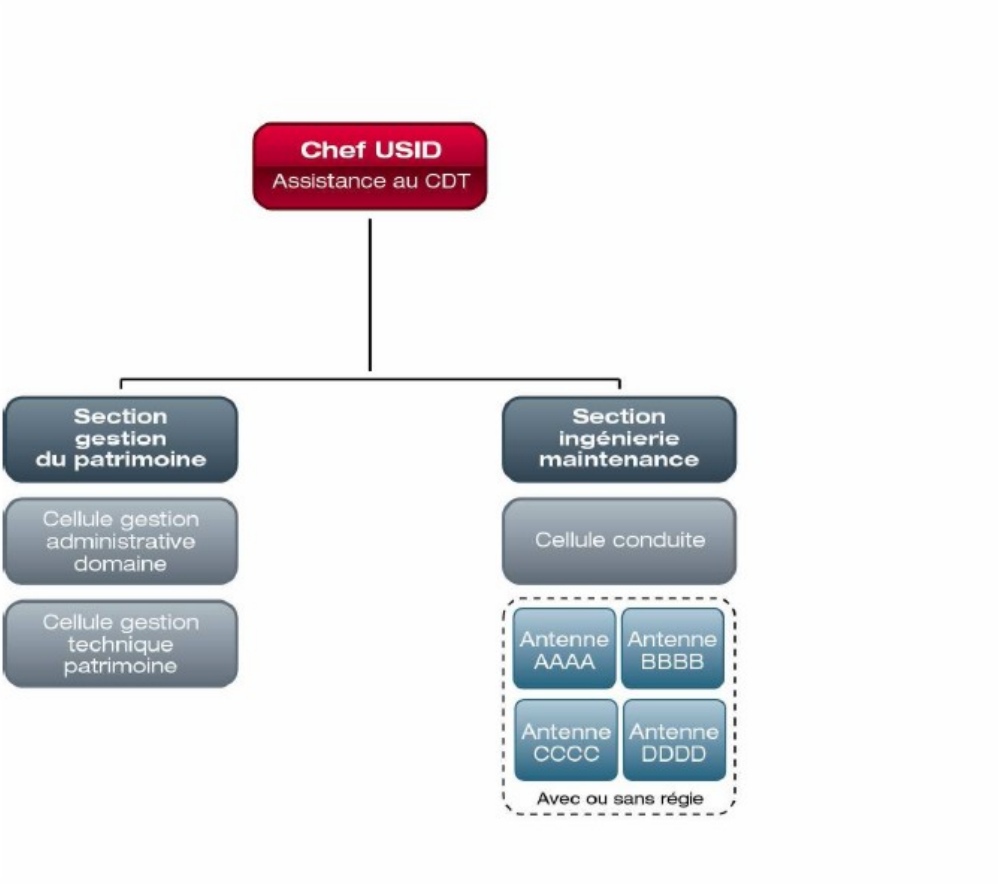 Chef USID
Assistance au CDT
Section
gestion
du patrimoine
Cellule gestion
administrative
domaine
Cellule gestion
technique
patrimoine
Section
ingénierie
maintenance
Cellule conduite
Antenne
AAAA
Antenne
BBBB
Antenne
CCCC
Antenne
DDDD
Avec ou sans régie